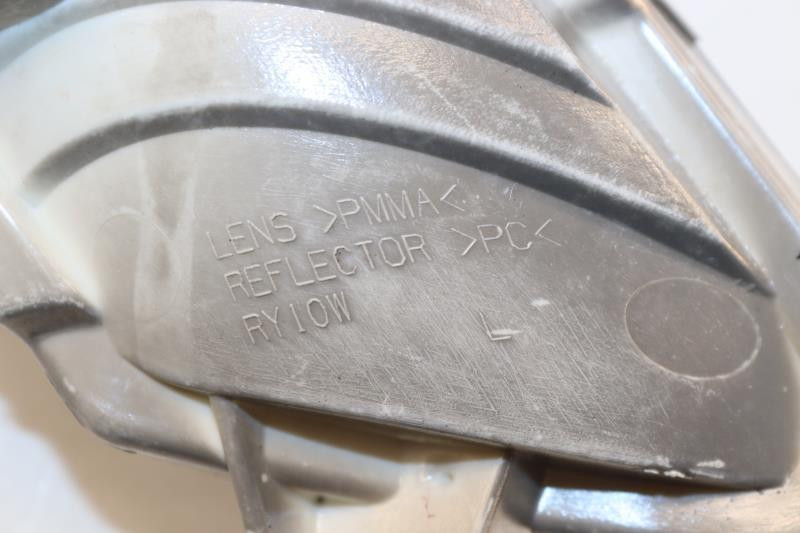 LENS >PMMA<
REFLECTOR >PC<
RY10W
L